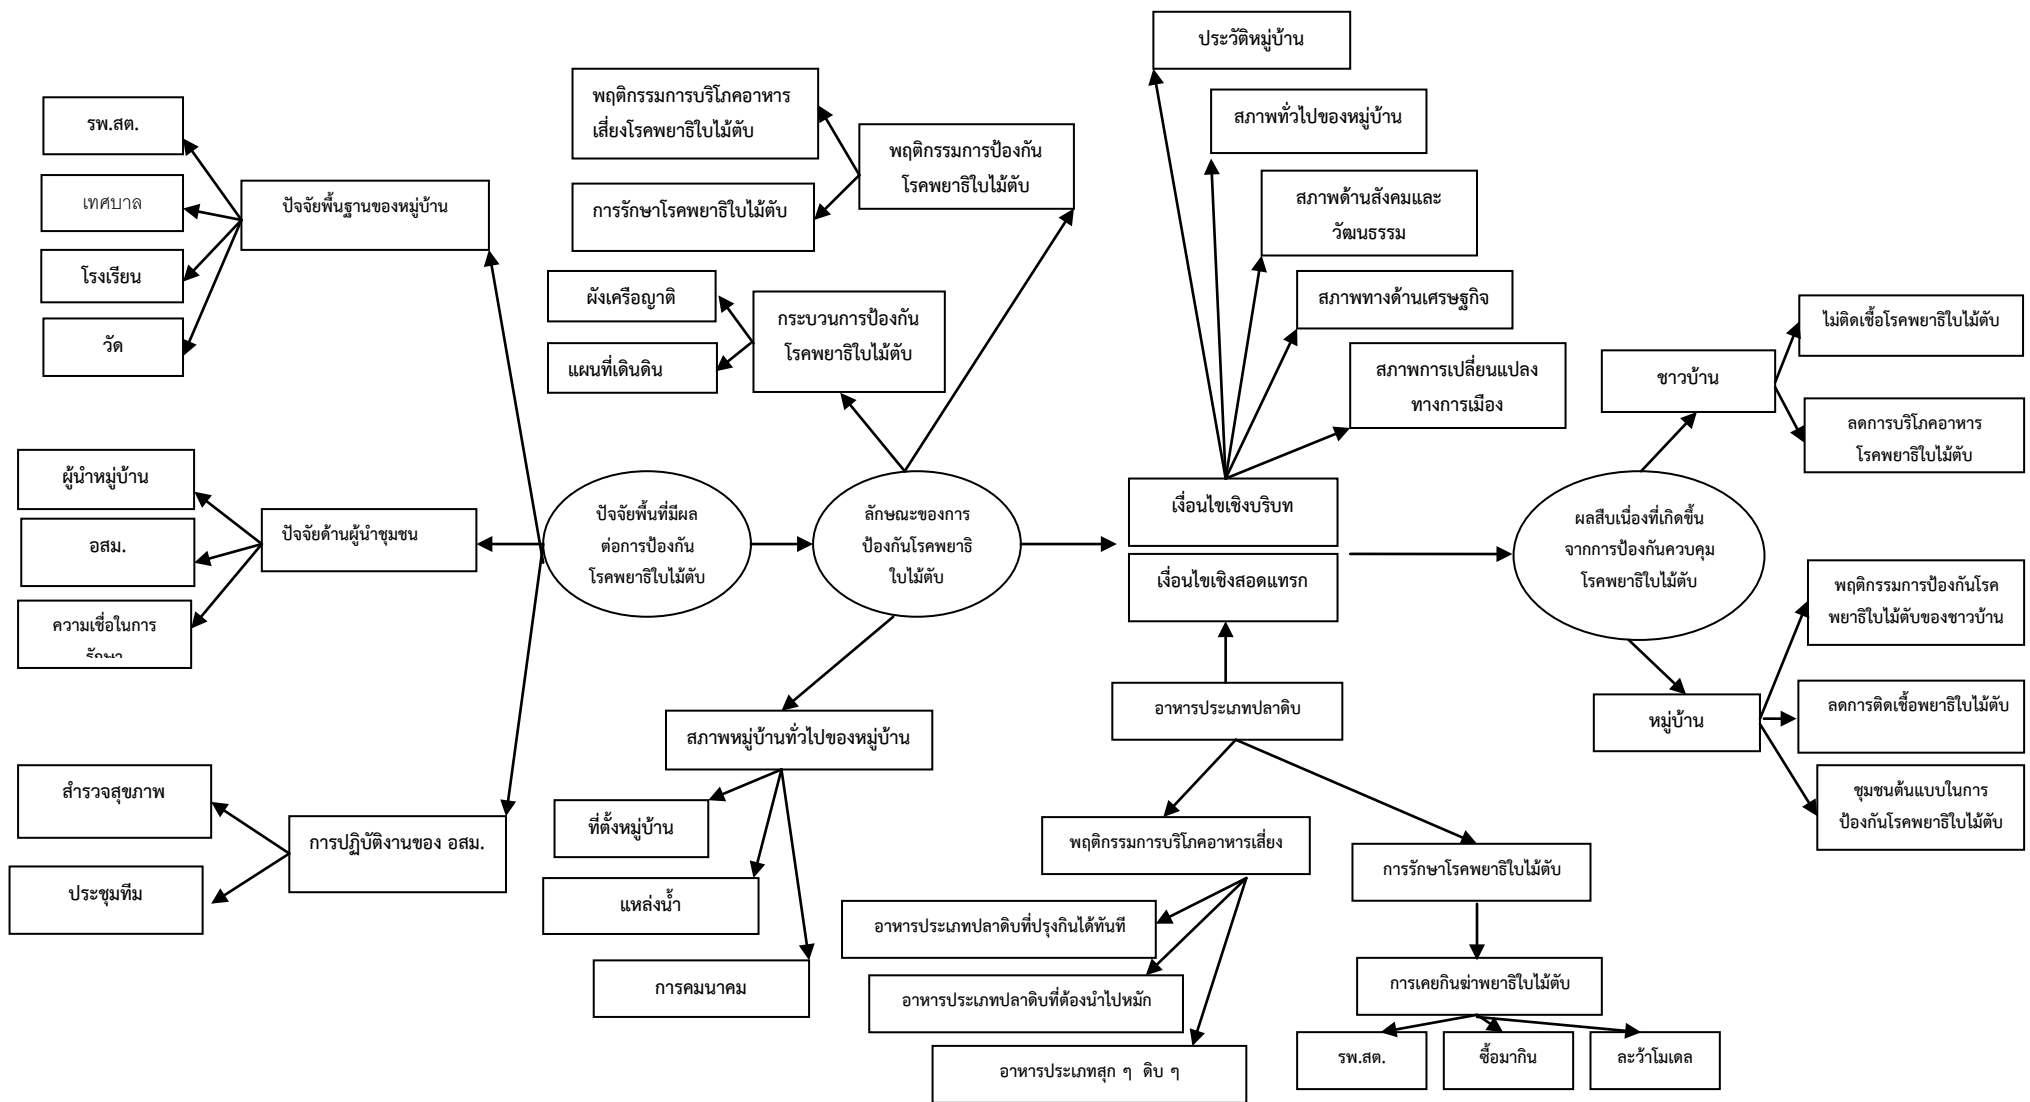 ประวัติหมู่บ้าน
สภาพทั่วไปของหมู่บ้าน
สภาพด้านสังคมและ
วัฒนธรรม
สภาพทางด้านเศรษฐกิจ
สภาพการเปลี่ยนแปลง
ทางการเมือง
รพ.สต.
เทศบาล
โรงเรียน
วัด
ปัจจัยพื้นฐานของหมู่บ้าน
พฤติกรรมการบริโภคอาหาร
เสี่ยงโรคพยาธิใบไม้ตับ
การรักษาโรคพยาธิใบไม้ตับ
พฤติกรรมการป้องกัน
โรคพยาธิใบไม้ตับ
ผังเครือญาติ
แผนที่เดินดิน
กระบวนการป้องกัน
โรคพยาธิใบไม้ตับ
ผู้นำหมู่บ้าน
อสม.
ความเชื่อในการ
รักษา
ปัจจัยด้านผู้นำชุมชน
ปัจจัยพื้นที่มีผล
ต่อการป้องกัน
โรคพยาธิใบไม้ตับ
ลักษณะของการ
ป้องกันโรคพยาธิ
ใบไม้ตับ
เงื่อนไขเชิงบริบท
เงื่อนไขเชิงสอดแทรก
ผลสืบเนื่องที่เกิดขึ้น
จากการป้องกันควบคุม
โรคพยาธิใบไม้ตับ
ชาวบ้าน
ไม่ติดเชื้อโรคพยาธิใบไม้ตับ
ลดการบริโภคอาหาร
โรคพยาธิใบไม้ตับ
หมู่บ้าน
พฤติกรรมการป้องกันโรค
พยาธิใบไม้ตับของชาวบ้าน
ลดการติดเชื้อพยาธิใบไม้ตับ
ชุมชนต้นแบบในการ
ป้องกันโรคพยาธิใบไม้ตับ
สำรวจสุขภาพ
ประชุมทีม
การปฏิบัติงานของ อสม.
สภาพหมู่บ้านทั่วไปของหมู่บ้าน
ที่ตั้งหมู่บ้าน
แหล่งน้ำ
การคมนาคม
อาหารประเภทปลาดิบ
พฤติกรรมการบริโภคอาหารเสี่ยง
อาหารประเภทปลาดิบที่ปรุงกินได้ทันที
อาหารประเภทปลาดิบที่ต้องนำไปหมัก
อาหารประเภทสุก ๆ ดิบ ๆ
การรักษาโรคพยาธิใบไม้ตับ
การเคยกินฆ่าพยาธิใบไม้ตับ
รพ.สต.
ซื้อมากิน
ละว้าโมเดล